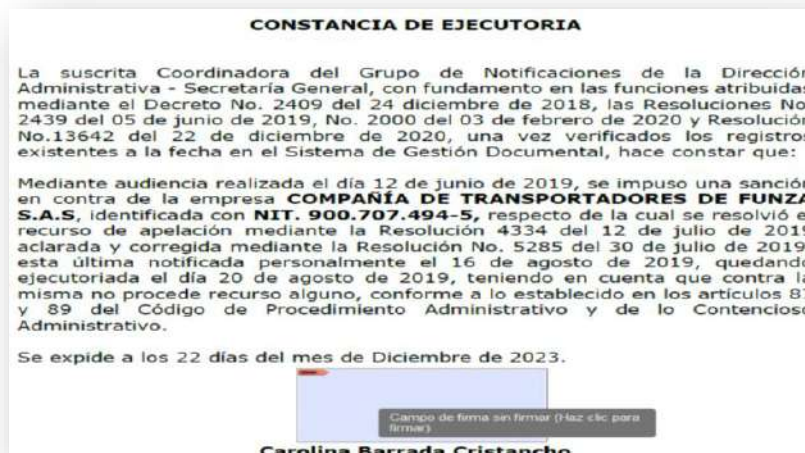 CONSTANCIA DE EJECUTORIA
La suscrita Coordinadora del Grupo de Notificaciones de la Dirección
Administrativa - Secretaría General, con fundamento en las funciones atribuidas
mediante el Decreto No. 2409 del 24 diciembre de 2018, las Resoluciones No
2439 del 05 de junio de 2019, No. 2000 del 03 de febrero de 2020 y Resolución
No.13642 del 22 de diciembre de 2020, una vez verificados los registros
existentes a la fecha en el Sistema de Gestión Documental, hace constar que:
Mediante audiencia realizada el día 12 de junio de 2019, se impuso una sanción
en contra de la empresa COMPAÑÍA DE TRANSPORTADORES DE FUNZA
S.A.S, identificada con NIT. 900.707.494-5, respecto de la cual se resolvió e
recurso de apelación mediante la Resolución 4334 del 12 de julio de 2019
aclarada y corregida mediante la Resolución No. 5285 del 30 de julio de 2019
esta última notificada personalmente el 16 de agosto de 2019, quedando
ejecutoriada el día 20 de agosto de 2019, teniendo en cuenta que contra la
misma no procede recurso alguno, conforme a lo establecido en los artículos 87
y 89 del Código de Procedimiento Administrativo y de lo Contencioso
Administrativo.
Se expide a los 22 días del mes de Diciembre de 2023.
Campo de firma sin firmar (Haz clic para
firmar)
Carolina Barrada Cristancho